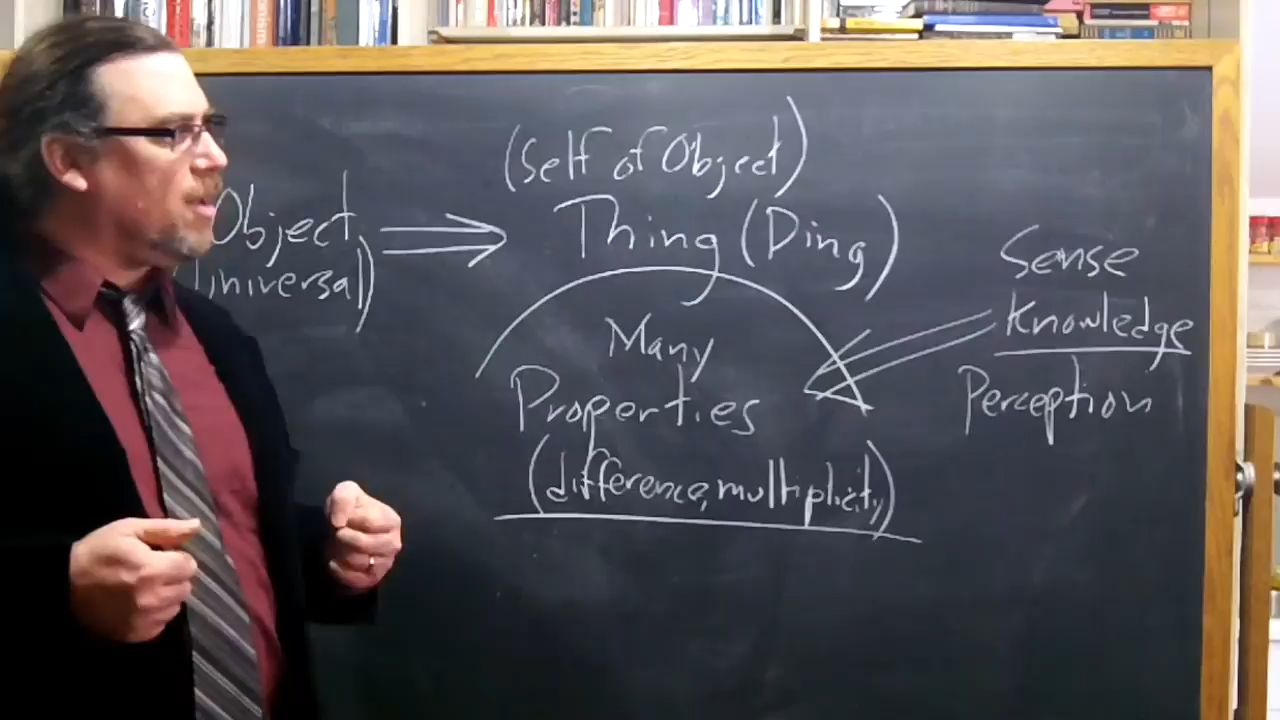 (Self of Object)
Object
Thing (Ding)
universal)
Sense
Knowledge
Many
Properties
Perception
(difference, multiplicity)